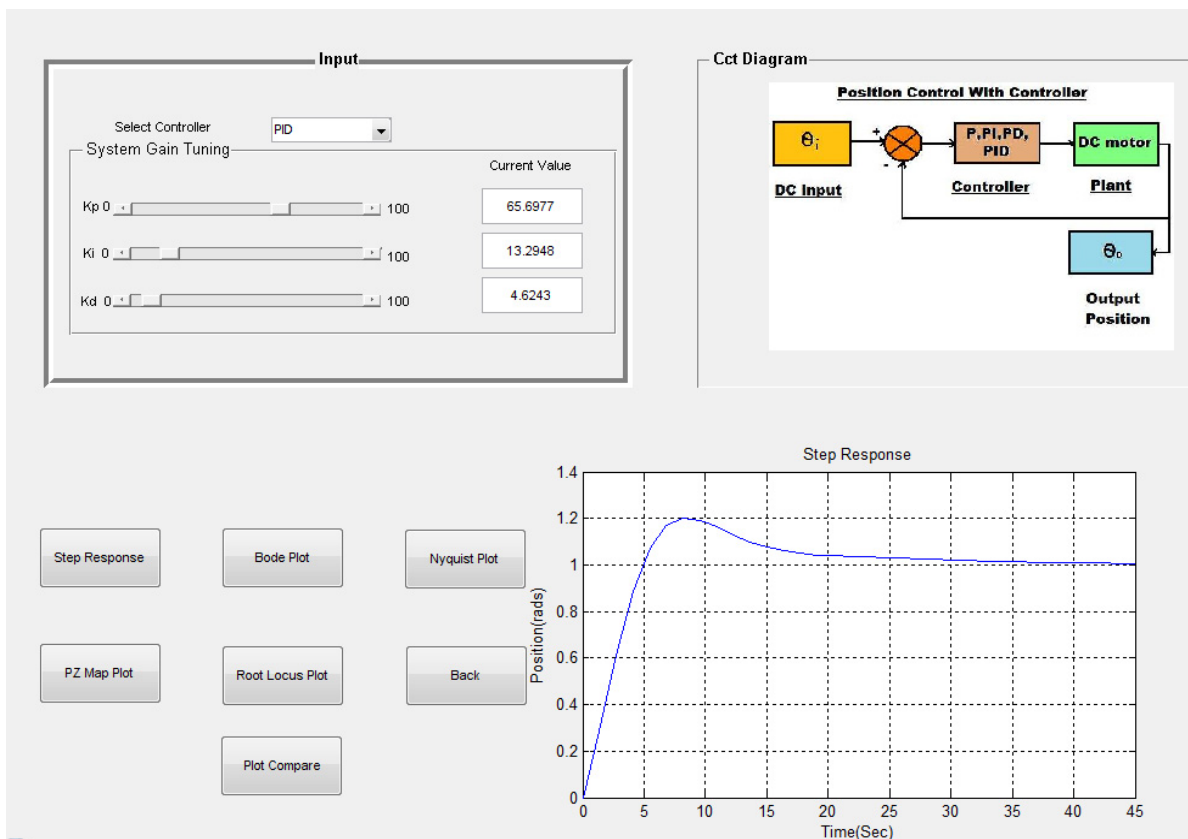 Input
Select Controller PID
System Gain Tuning
Current Value
Kp 0 100 65.6977
Ki 0 100 13.2948
Kd 0 100 4.6243
Cct Diagram
Position Control With Controller
θi
+
-
P,PI,PD,
PID
DC motor
DC Input
Controller
Plant
θo
Output
Position
Step Response
Bode Plot
Nyquist Plot
PZ Map Plot
Root Locus Plot
Back
Plot Compare
Step Response
Position(rads)
1.4
1.2
1
0.8
0.6
0.4
0.2
0
0 5 10 15 20 25 30 35 40 45
Time(Sec)